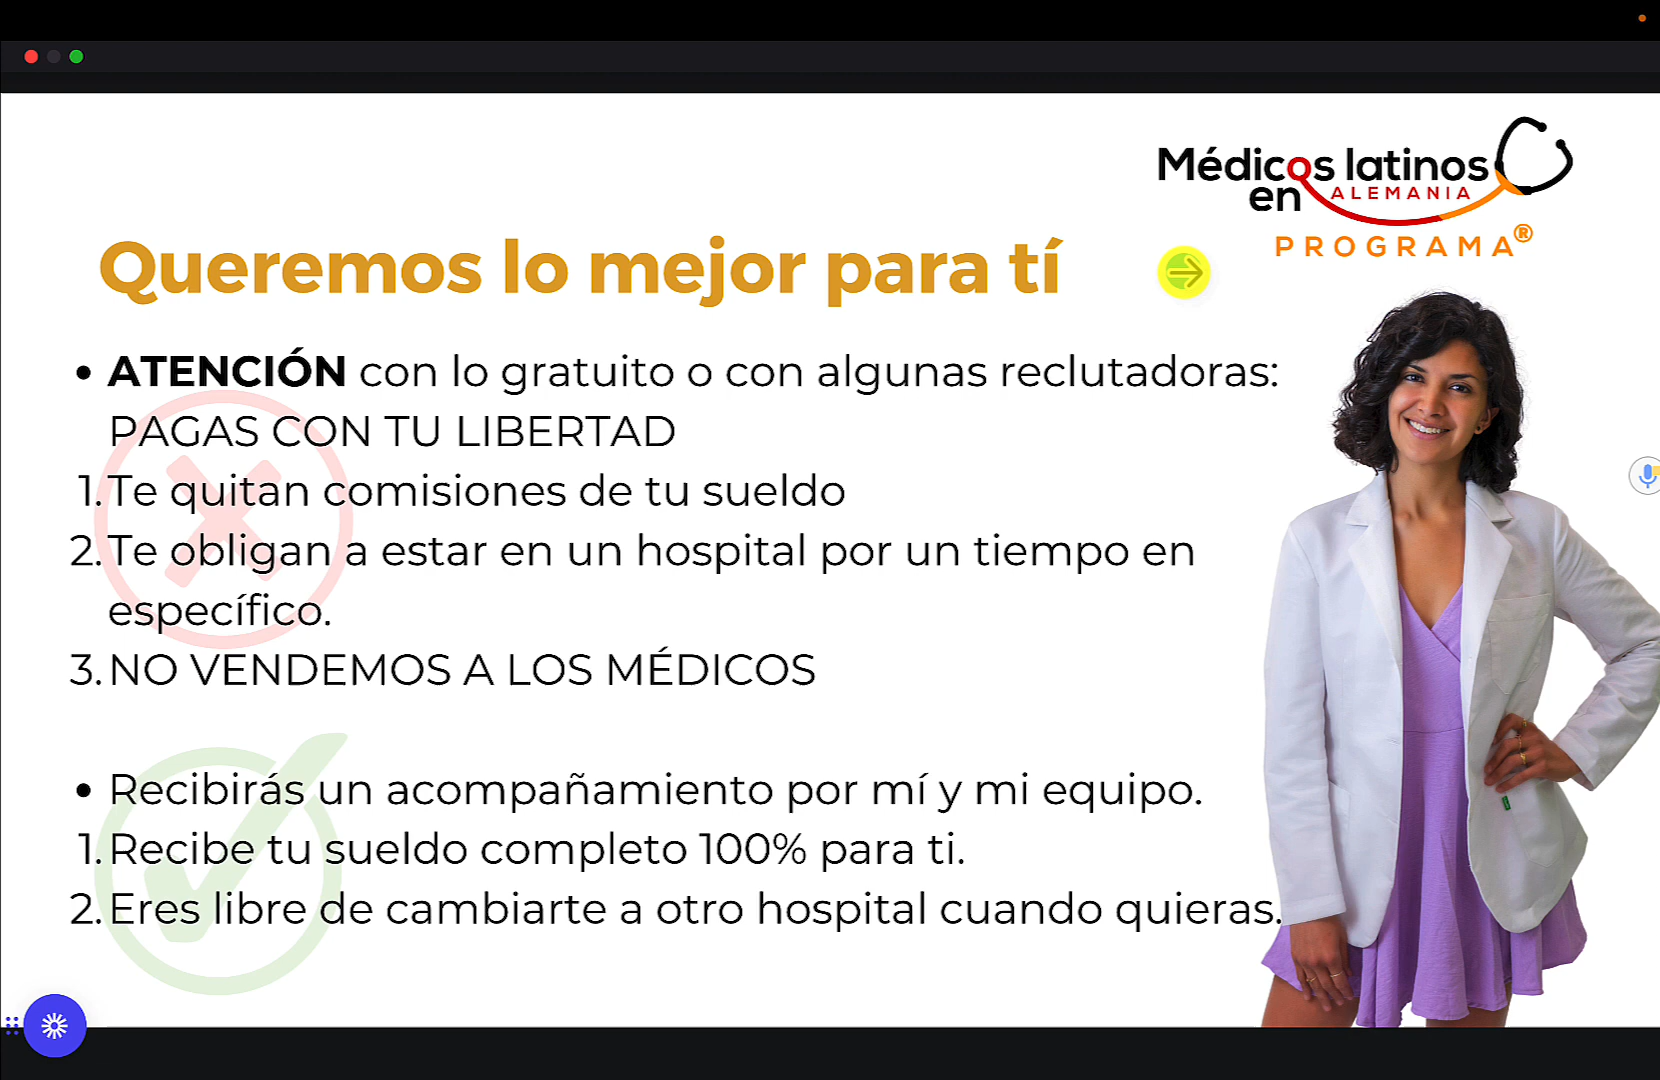 Médicos latinos
en ALEMANIA
PROGRAMA®
Queremos lo mejor para tí
• ATENCIÓN con lo gratuito o con algunas reclutadoras:
PAGAS CON TU LIBERTAD
1. Te quitan comisiones de tu sueldo
2. Te obligan a estar en un hospital por un tiempo en
específico.
3. NO VENDEMOS A LOS MÉDICOS
• Recibirás un acompañamiento por mí y mi equipo.
1. Recibe tu sueldo completo 100% para ti.
2. Eres libre de cambiarte a otro hospital cuando quieras.